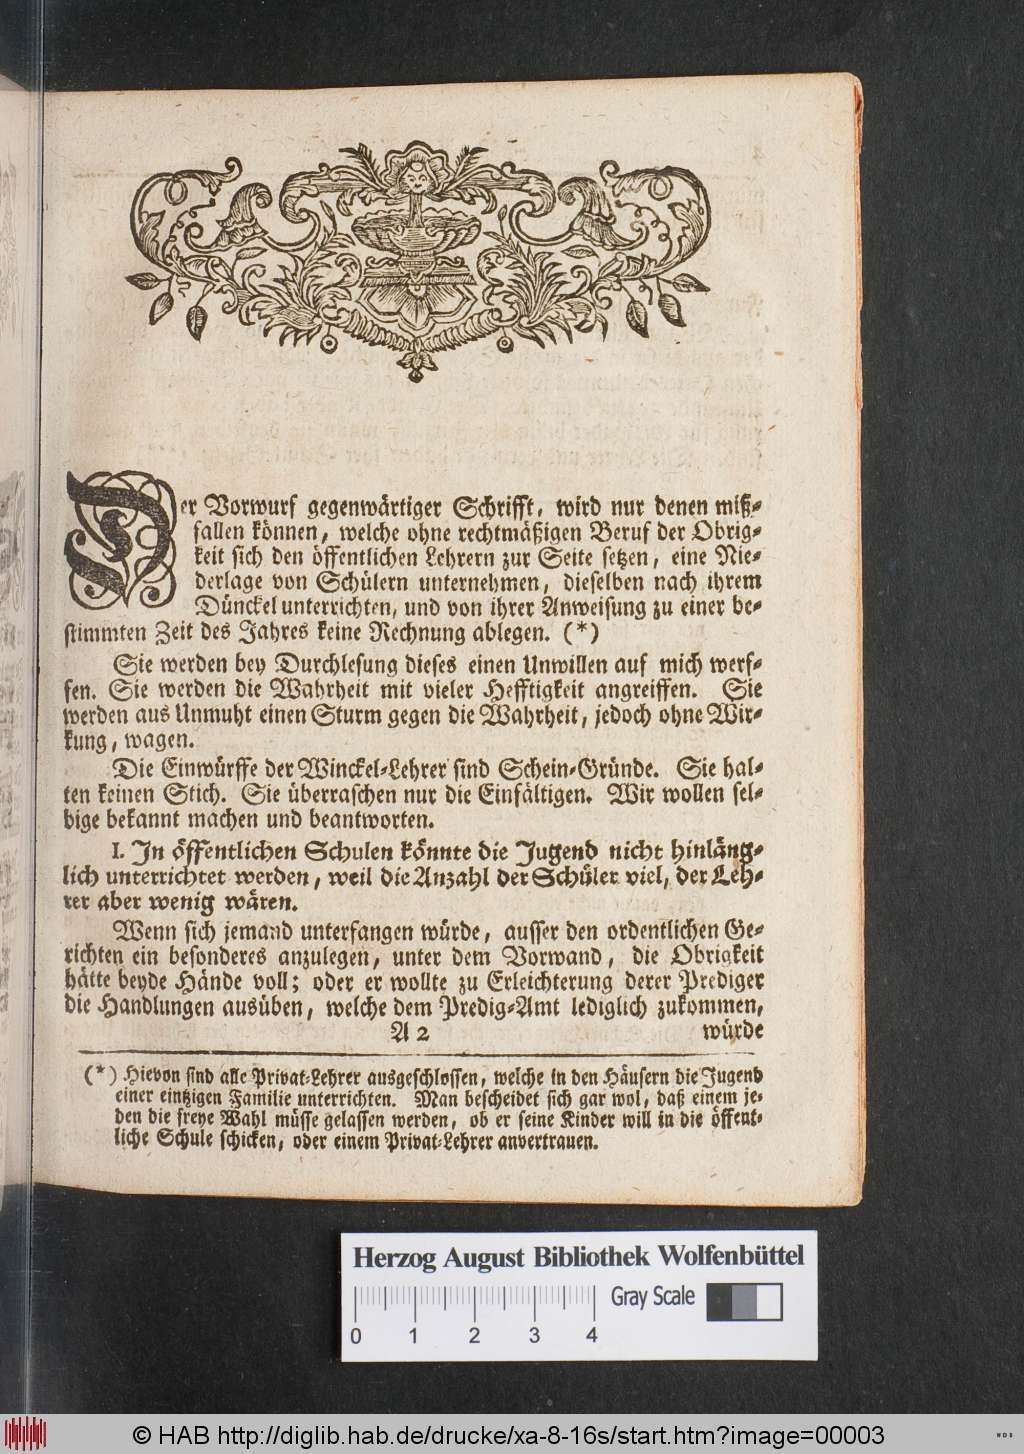 Der Vorwurf gegenwärtiger Schrifft, wird nur denen miß-
fallen können, welche ohne rechtmäßigen Beruf der Obrig-
keit sich den öffentlichen Lehrern zur Seite setzen, eine Nie-
derlage von Schülern unternehmen, dieselben nach ihrem
Dünckel unterrichten, und von ihrer Anweisung zu einer be-
stimmten Zeit des Jahres keine Rechnung ablegen. (*)
Sie werden bey Durchlesung dieses einen Unwillen auf mich werf-
fen. Sie werden die Wahrheit mit vieler Hefftigkeit angreiffen. Sie
werden aus Unmuht einen Sturm gegen die Wahrheit, jedoch ohne Wir-
kung, wagen.
Die Einwürffe der Winckel-Lehrer sind Schein-Gründe. Sie hal-
ten keinen Stich. Sie überraschen nur die Einfältigen. Wir wollen sel-
bige bekannt machen und beantworten.
I. In öffentlichen Schulen könnte die Jugend nicht hinläng-
lich unterrichtet werden, weil die Anzahl der Schüler viel, der Leh-
rer aber wenig wären.
Wenn sich jemand unterfangen würde, ausser den ordentlichen Ge-
richten ein besonderes anzulegen, unter dem Vorwand, die Obrigkeit
hätte beyde Hände voll; oder er wollte zu Erleichterung derer Prediger
die Handlungen ausüben, welche dem Predig-Amt lediglich zukommen,
A 2 würde
(*) Hievon sind alle Privat-Lehrer ausgeschlossen, welche in den Häusern die Jugend
einer eintzigen Familie unterrichten. Man bescheidet sich gar wol, daß einem je-
den die freye Wahl müsse gelassen werden, ob er seine Kinder will in die öffent-
liche Schule schicken, oder einem Privat-Lehrer anvertrauen.
Herzog August Bibliothek Wolfenbüttel
Gray Scale
0 1 2 3 4
© HAB http://diglib.hab.de/drucke/xa-8-16s/start.htm?image=00003
WDB